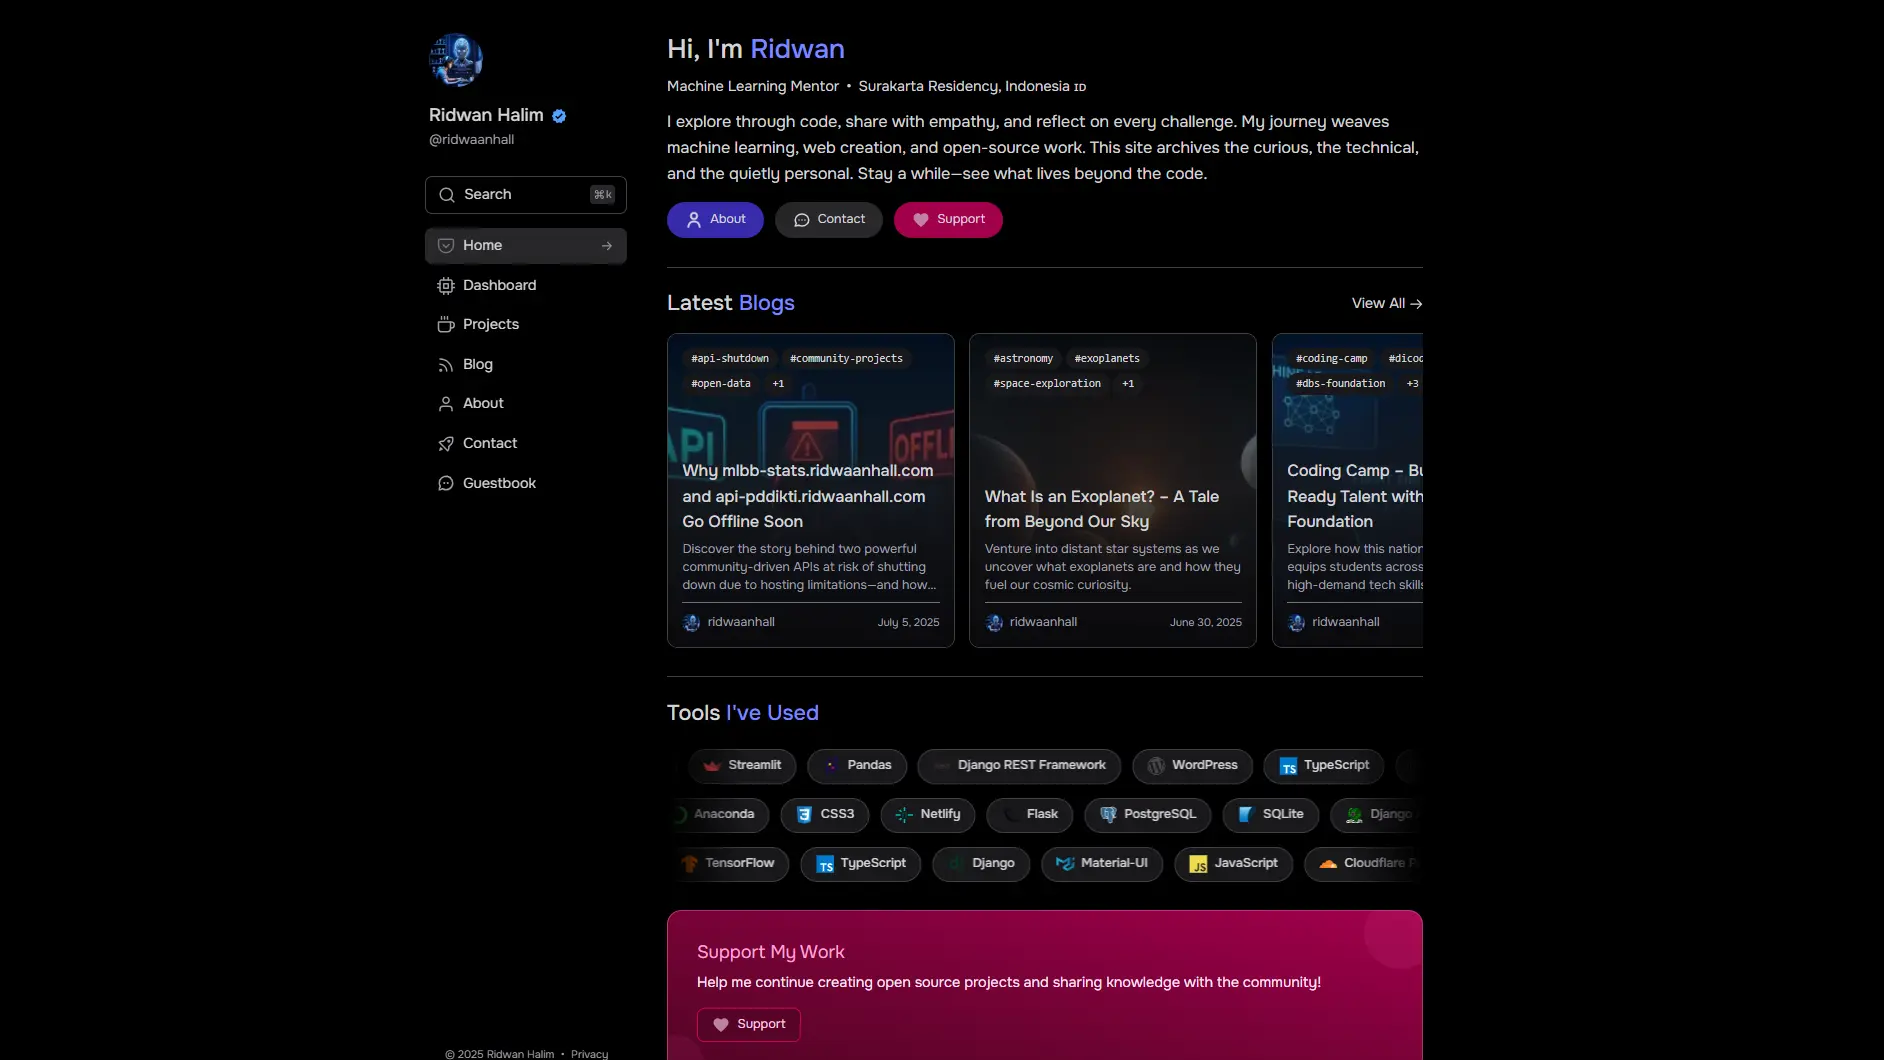 Ridwan Halim
@ridwaanhall
Search
⌘k
Home
Dashboard
Projects
Blog
About
Contact
Guestbook
© 2025 Ridwan Halim • Privacy
Hi, I'm Ridwan
Machine Learning Mentor • Surakarta Residency, Indonesia ID
I explore through code, share with empathy, and reflect on every challenge. My journey weaves
machine learning, web creation, and open-source work. This site archives the curious, the technical,
and the quietly personal. Stay a while—see what lives beyond the code.
About
Contact
Support
Latest Blogs
View All →
#api-shutdown #community-projects
#open-data +1
API
OFFLI
Why mlbb-stats.ridwaanhall.com
and api-pddikti.ridwaanhall.com
Go Offline Soon
Discover the story behind two powerful
community-driven APIs at risk of shutting
down due to hosting limitations—and how...
ridwaanhall
July 5, 2025
#astronomy #exoplanets
#space-exploration +1
What Is an Exoplanet? – A Tale
from Beyond Our Sky
Venture into distant star systems as we
uncover what exoplanets are and how they
fuel our cosmic curiosity.
ridwaanhall
June 30, 2025
#coding-camp #dicod
#dbs-foundation +3
Coding Camp – Bu
Ready Talent with
Foundation
Explore how this nation
equips students across
high-demand tech skills
ridwaanhall
Tools I've Used
Streamlit
Pandas
Django REST Framework
WordPress
TS TypeScript
Anaconda
CSS3
Netlify
Flask
PostgreSQL
SQLite
Django
TensorFlow
TS TypeScript
Django
Material-UI
JS JavaScript
Cloudflare
Support My Work
Help me continue creating open source projects and sharing knowledge with the community!
Support